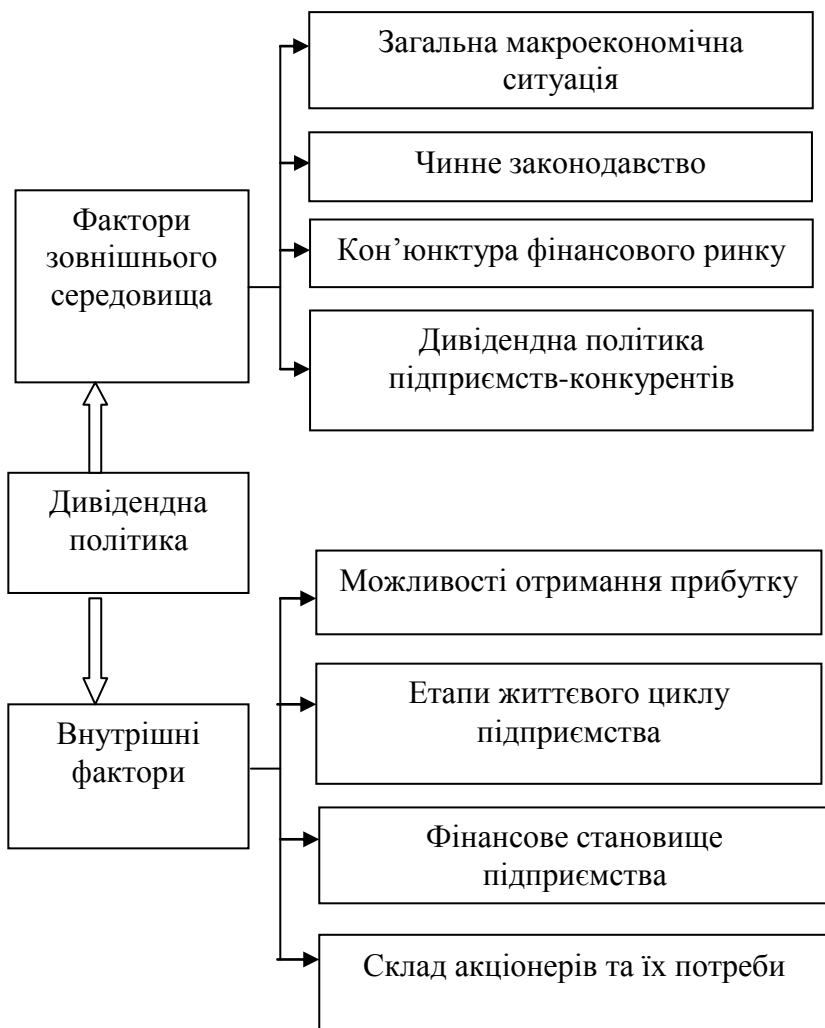 Загальна макроекономічна
ситуація
Чинне законодавство
Фактори
зовнішнього
середовища
Кон’юнктура фінансового ринку
Дивідендна політика
підприємств-конкурентів
Дивідендна
політика
Можливості отримання прибутку
Етапи життєвого циклу
підприємства
Внутрішні
фактори
Фінансове становище
підприємства
Склад акціонерів та їх потреби